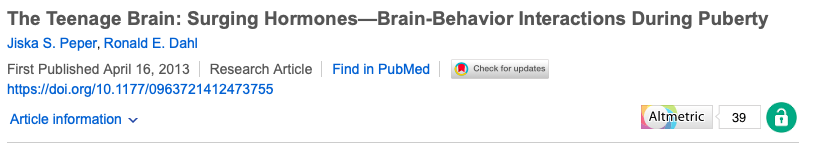 The Teenage Brain: Surging Hormones—Brain-Behavior Interactions During Puberty
Jiska S. Peper, Ronald E. Dahl
First Published April 16, 2013 Research Article Find in PubMed Check for updates
https://doi.org/10.1177/0963721412473755
Article information
Altmetric 39